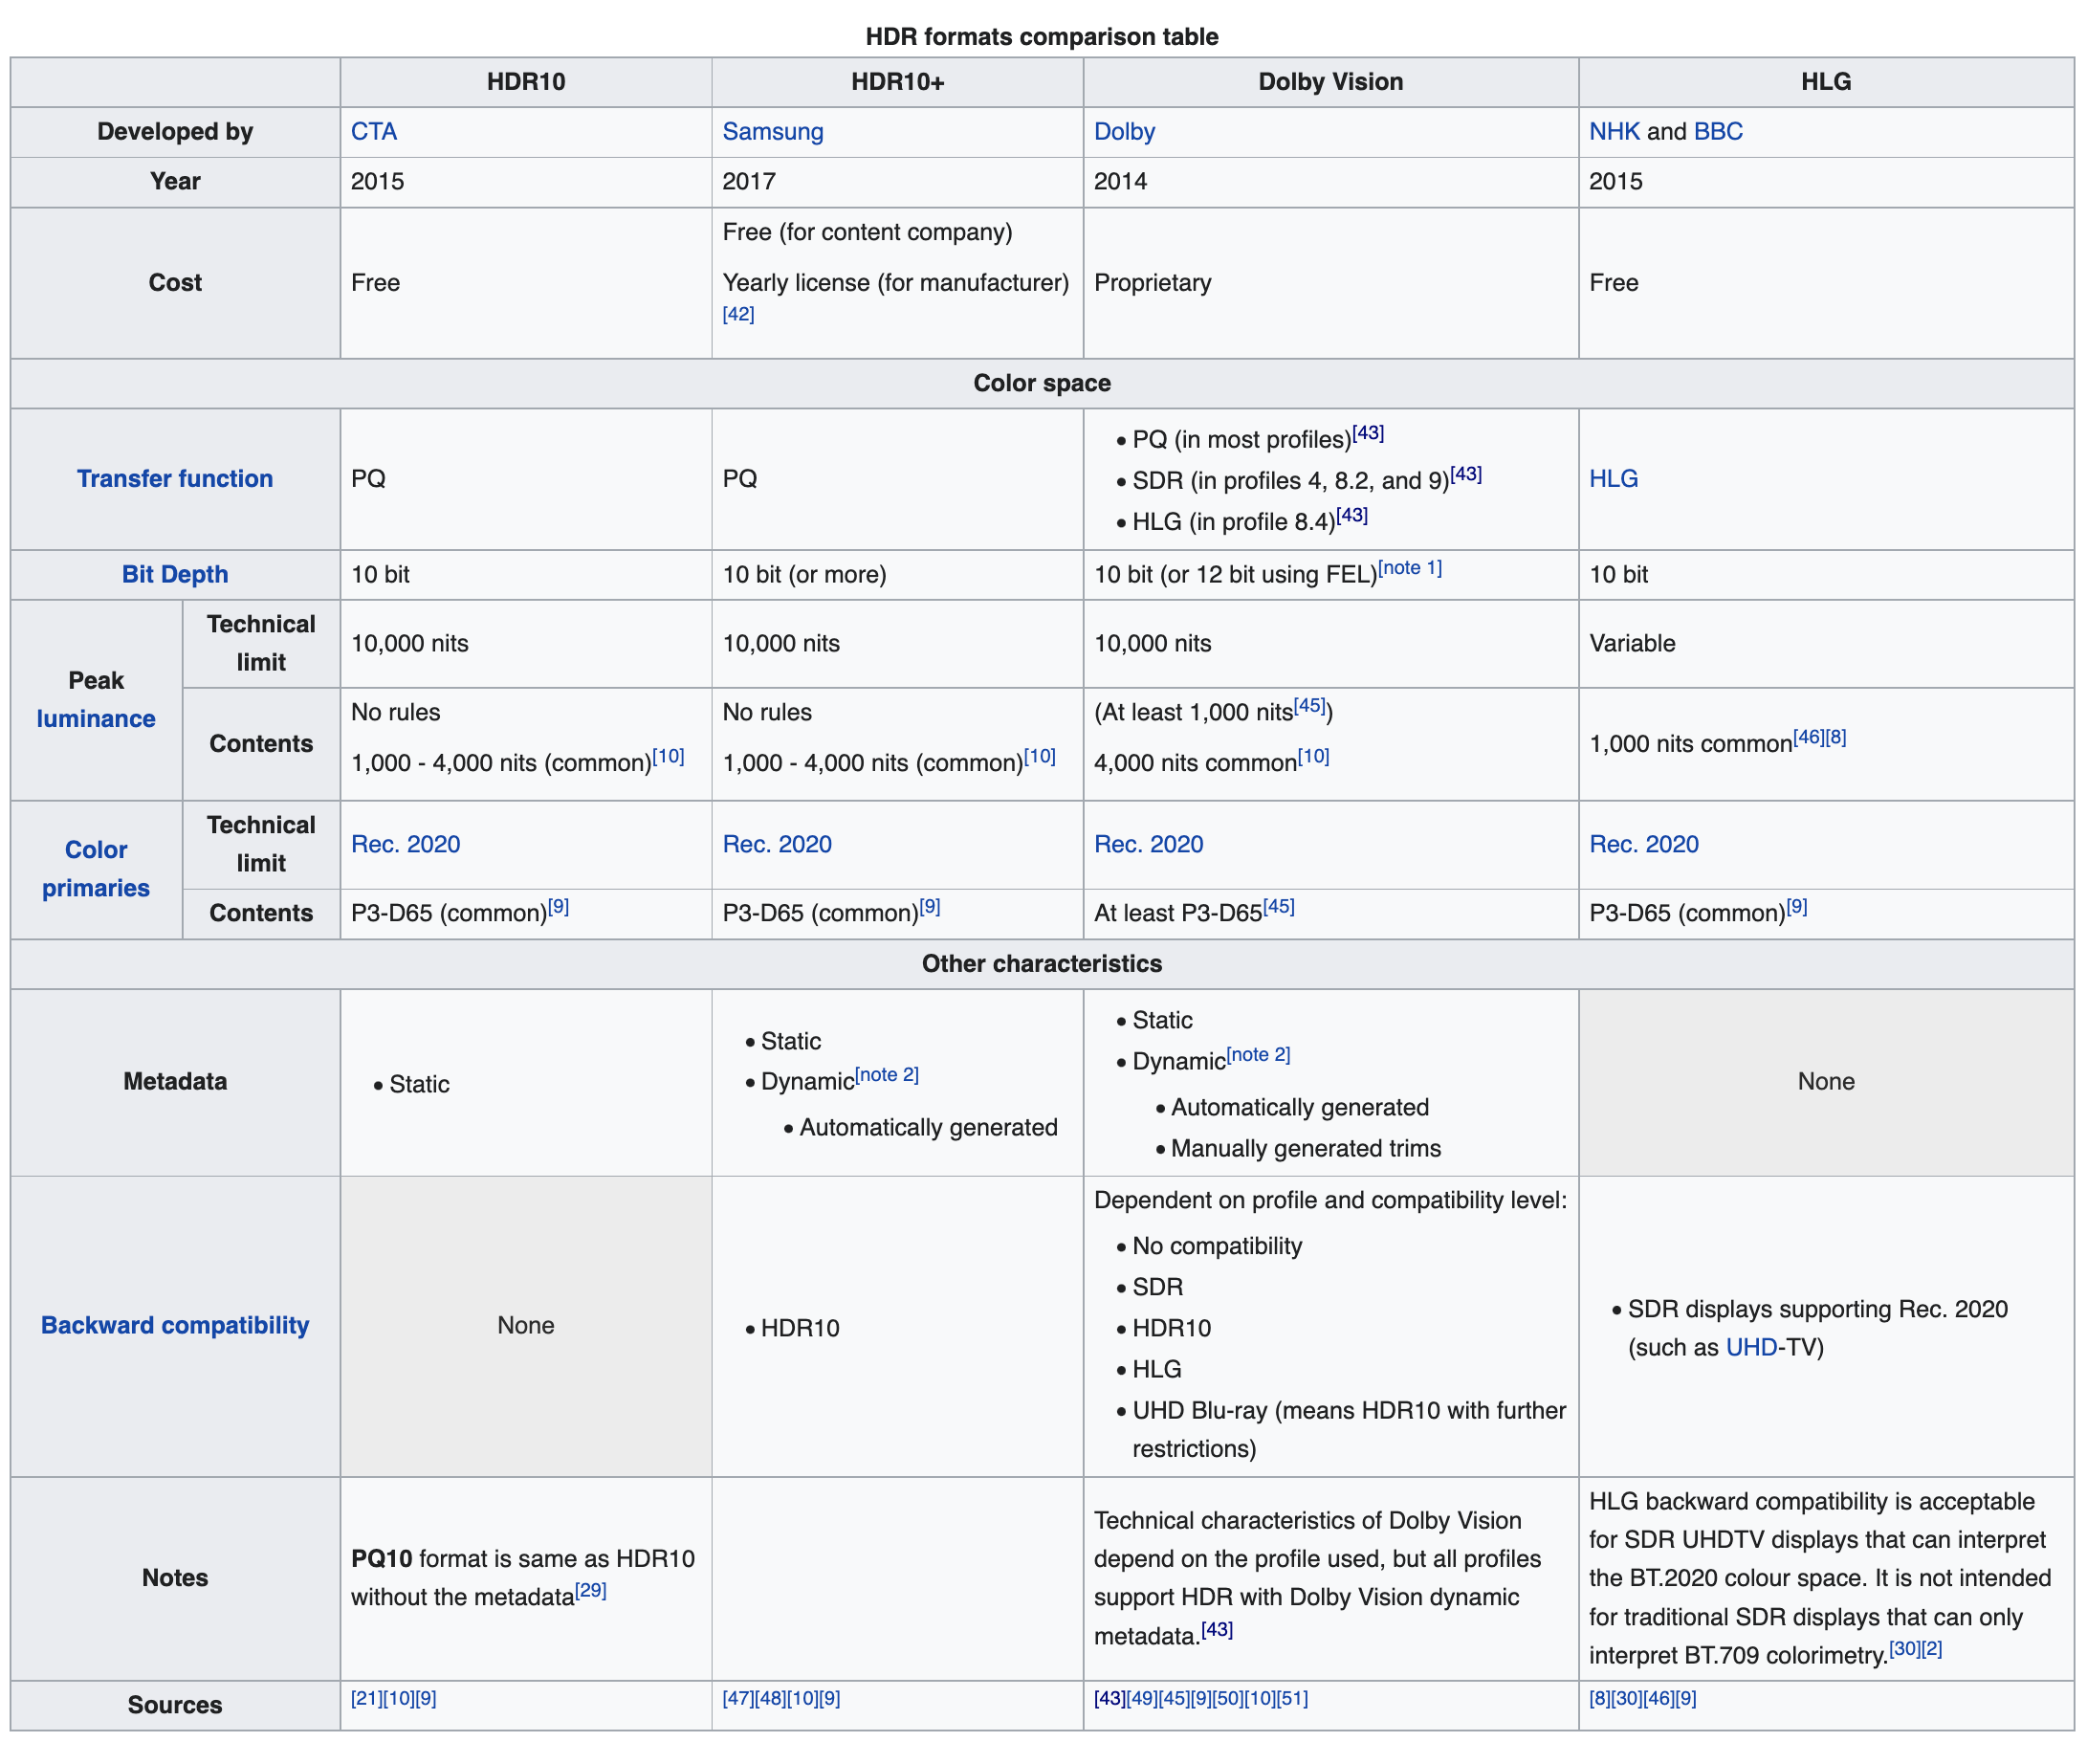 HDR formats comparison table
HDR10 HDR10+ Dolby Vision HLG
Developed by CTA Samsung Dolby NHK and BBC
Year 2015 2017 2014 2015
Cost Free
Free (for content company)
Yearly license (for manufacturer)
[42]
Proprietary Free
Color space
Transfer function PQ PQ
• PQ (in most profiles)[43]
• SDR (in profiles 4, 8.2, and 9)[43]
• HLG (in profile 8.4)[43]
HLG
Bit Depth 10 bit 10 bit (or more) 10 bit (or 12 bit using FEL)[note 1] 10 bit
Peak
luminance
Technical
limit
10,000 nits 10,000 nits 10,000 nits Variable
Contents
No rules
1,000 - 4,000 nits (common)[10]
No rules
1,000 - 4,000 nits (common)[10]
(At least 1,000 nits[45])
4,000 nits common[10]
1,000 nits common[46][8]
Color
primaries
Technical
limit
Rec. 2020 Rec. 2020 Rec. 2020 Rec. 2020
Contents P3-D65 (common)[9] P3-D65 (common)[9] At least P3-D65[45] P3-D65 (common)[9]
Other characteristics
Metadata
• Static
• Static
• Dynamic[note 2]
• Automatically generated
• Static
• Dynamic[note 2]
• Automatically generated
• Manually generated trims
None
Backward compatibility
None
• HDR10
Dependent on profile and compatibility level:
• No compatibility
• SDR
• HDR10
• HLG
• UHD Blu-ray (means HDR10 with further
restrictions)
• SDR displays supporting Rec. 2020
(such as UHD-TV)
Notes
PQ10 format is same as HDR10
without the metadata[29]
Technical characteristics of Dolby Vision
depend on the profile used, but all profiles
support HDR with Dolby Vision dynamic
metadata.[43]
HLG backward compatibility is acceptable
for SDR UHDTV displays that can interpret
the BT.2020 colour space. It is not intended
for traditional SDR displays that can only
interpret BT.709 colorimetry.[30][2]
Sources [21][10][9] [47][48][10][9] [43][49][45][9][50][10][51] [8][30][46][9]